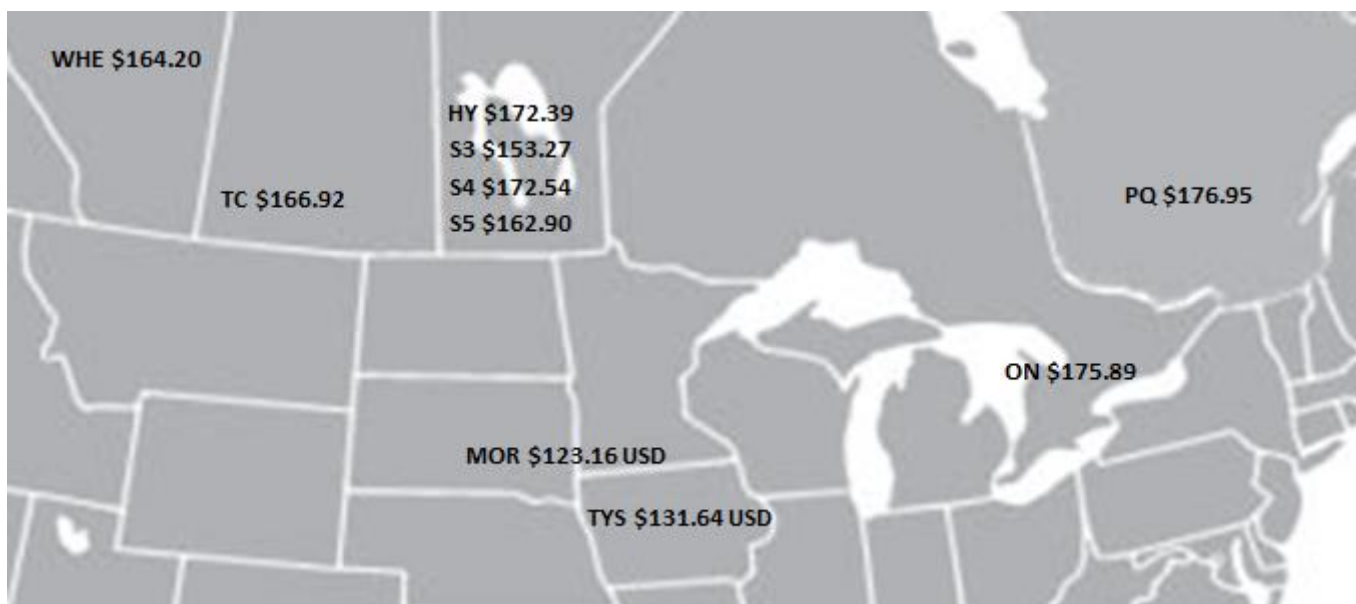 WHE $164.20
HY $172.39
S3 $153.27
S4 $172.54
S5 $162.90
TC $166.92
PQ $176.95
ON $175.89
MOR $123.16 USD
TYS $131.64 USD